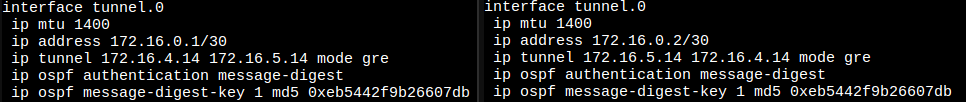 interface tunnel.0
ip mtu 1400
ip address 172.16.0.1/30
ip tunnel 172.16.4.14 172.16.5.14 mode gre
ip ospf authentication message-digest
ip ospf message-digest-key 1 md5 0xeb5442f9b26607db
interface tunnel.0
ip mtu 1400
ip address 172.16.0.2/30
ip tunnel 172.16.5.14 172.16.4.14 mode gre
ip ospf authentication message-digest
ip ospf message-digest-key 1 md5 0xeb5442f9b26607db